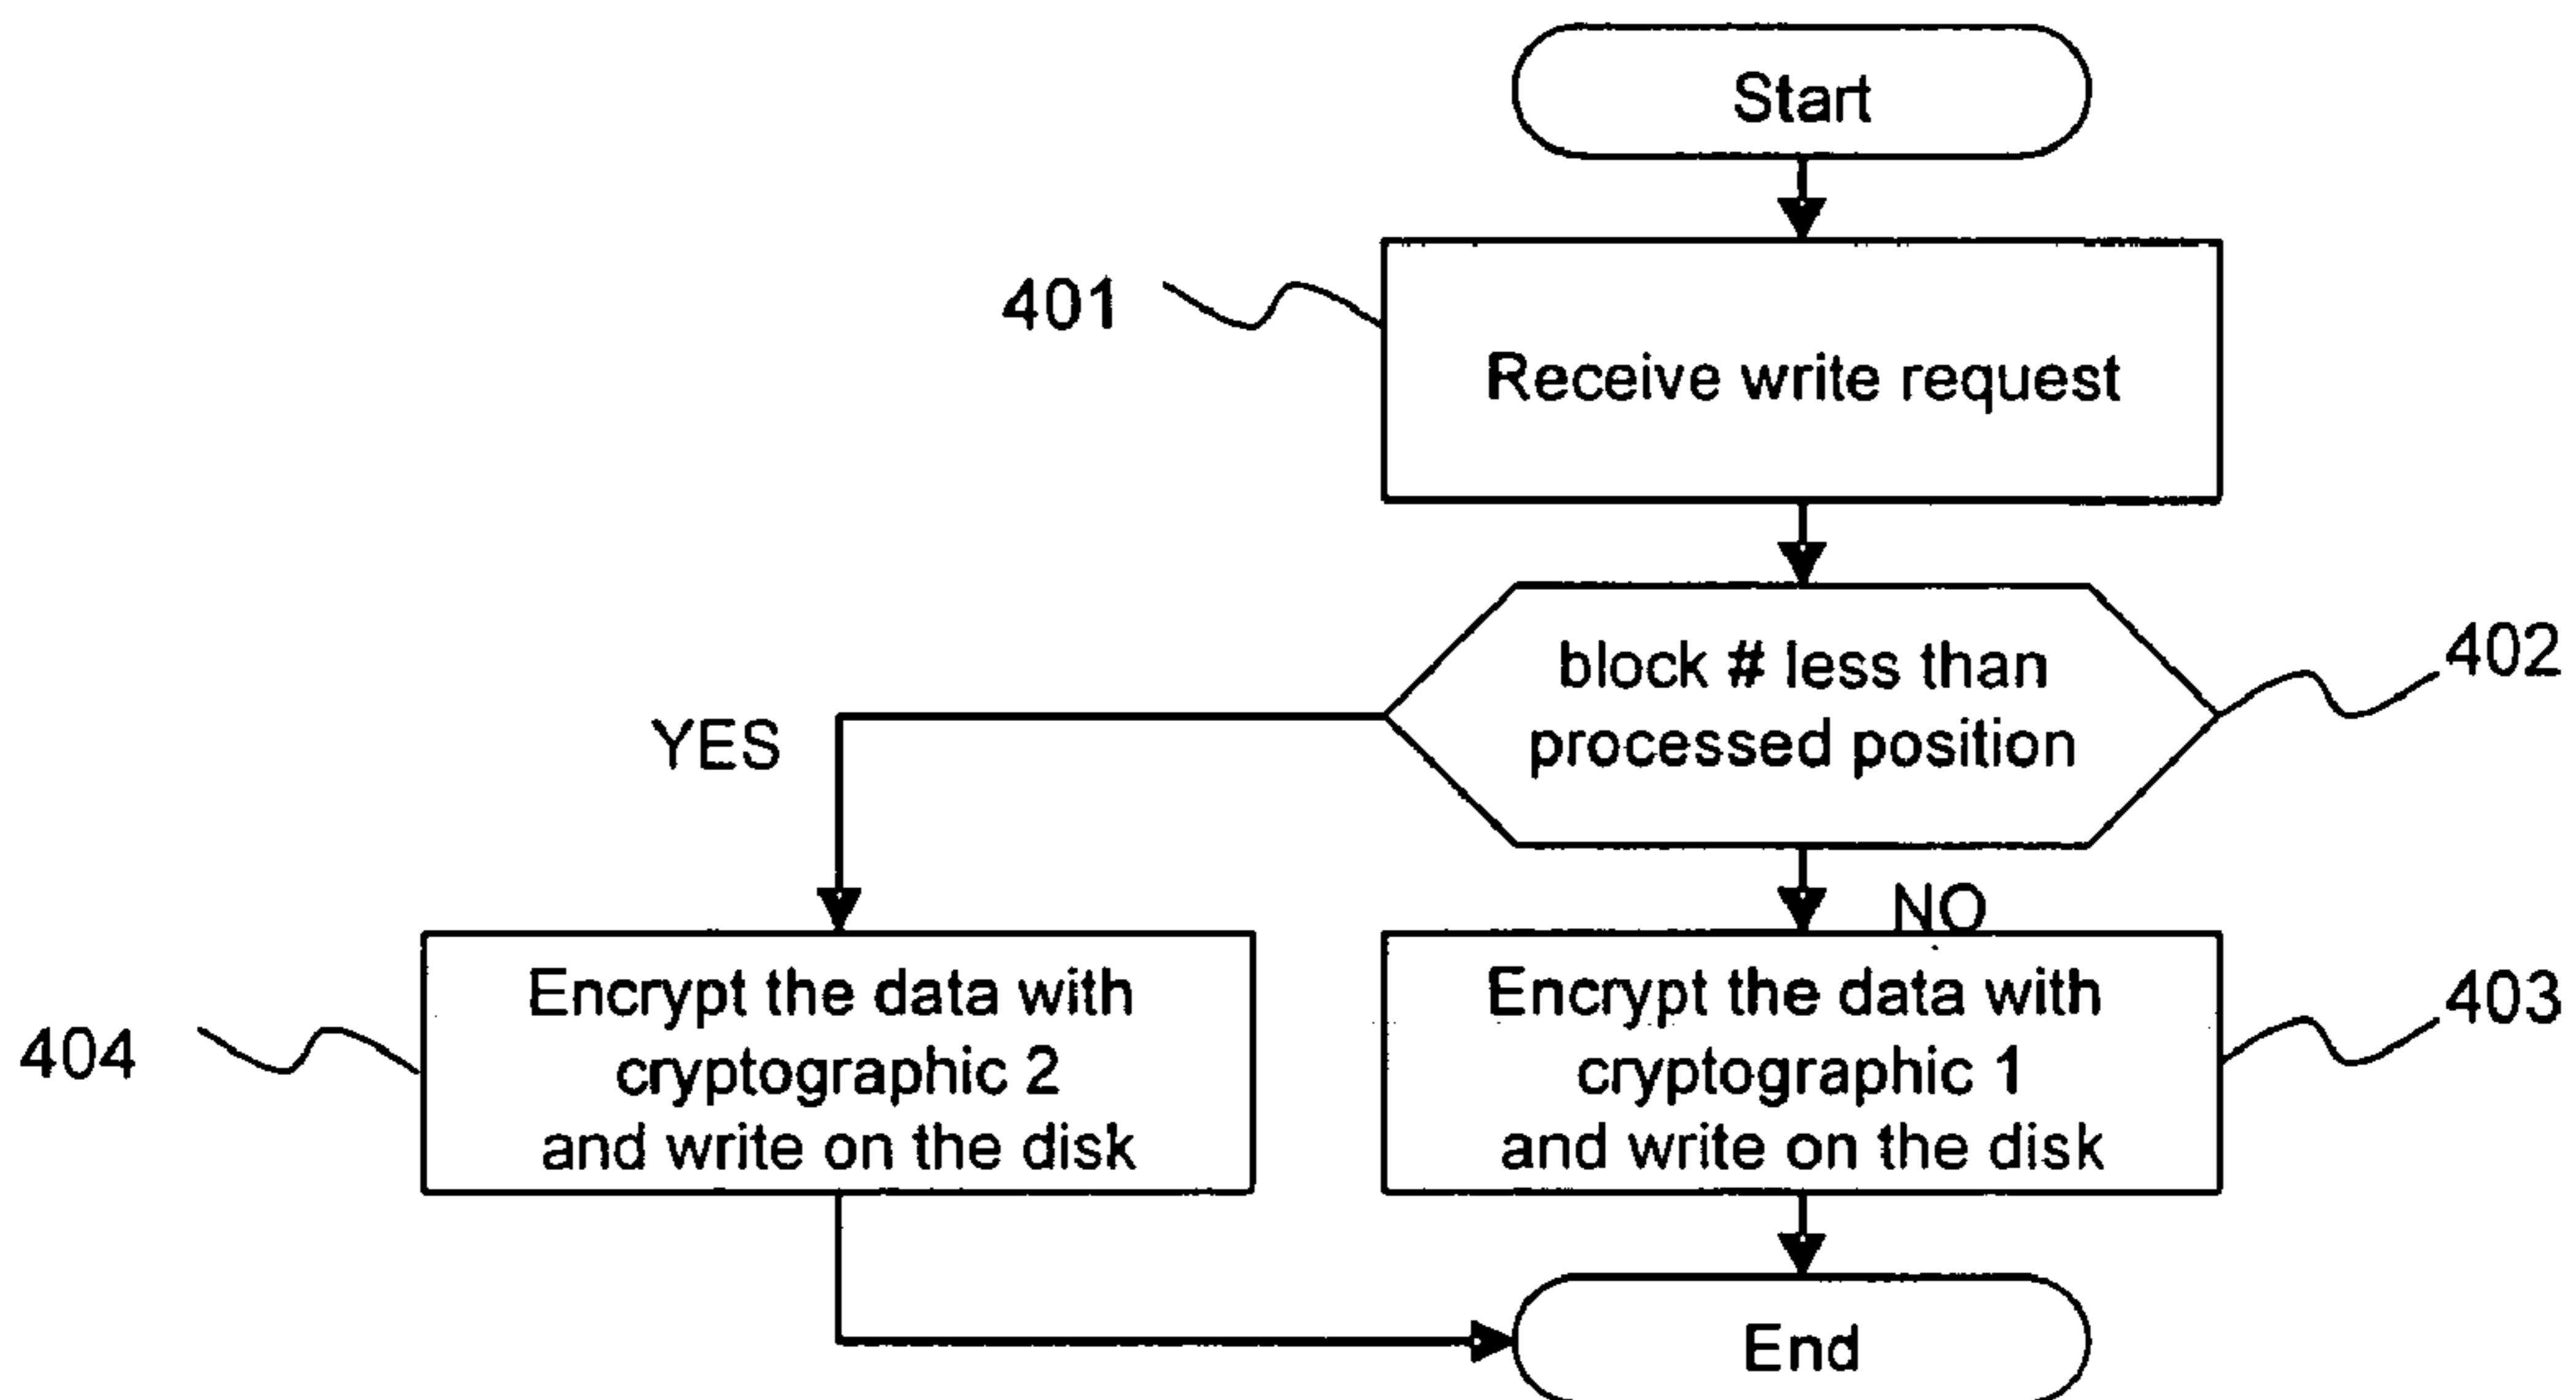 Start
401
Receive write request
block # less than
processed position
402
YES
NO
404
Encrypt the data with
cryptographic 2
and write on the disk
Encrypt the data with
cryptographic 1
and write on the disk
403
End